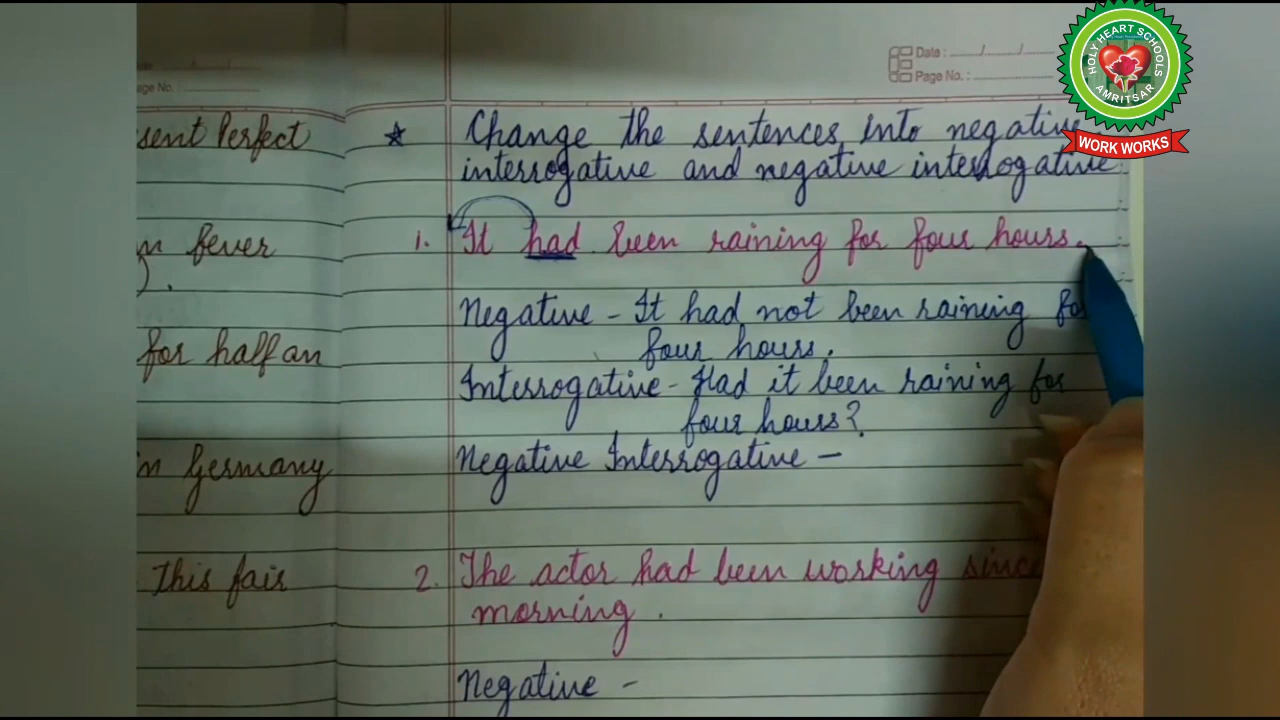 Date : ....../....../......
Page No. : ..................
HOLY HEART SCHOOLS
AMRITSAR
WORK WORKS
age No. :
sent Perfect
fever
for half an
in Germany
This fair
★ Change the sentences into negative,
interrogative and negative interrogative
1. It had been raining for four hours.
Negative - It had not been raining for
four hours.
Interrogative - Had it been raining for
four hours?
Negative Interrogative —
2. The actor had been working since
morning.
Negative -